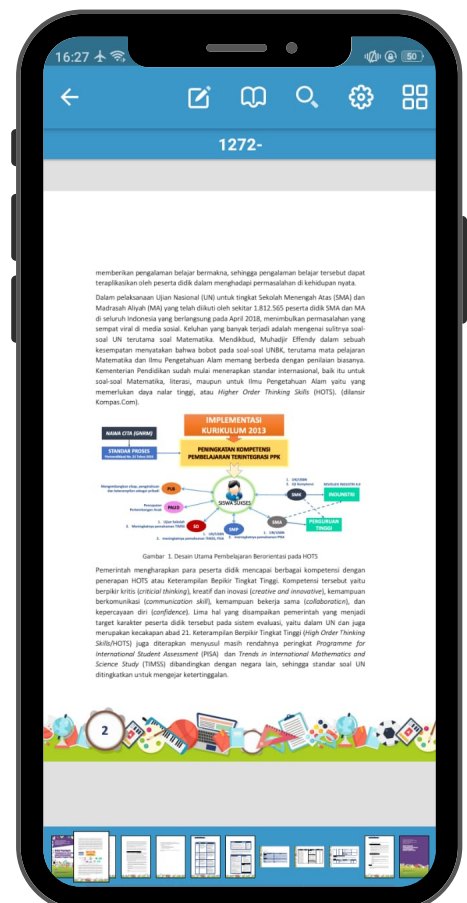 16:27
50
1272-
memberikan pengalaman belajar bermakna, sehingga pengalaman belajar tersebut dapat
teraplikasikan oleh peserta didik dalam menghadapi permasalahan di kehidupan nyata.
Dalam pelaksanaan Ujian Nasional (UN) untuk tingkat Sekolah Menengah Atas (SMA) dan
Madrasah Aliyah (MA) yang telah diikuti oleh sekitar 1.812.565 peserta didik SMA dan MA
di seluruh Indonesia yang berlangsung pada April 2018, menimbulkan permasalahan yang
sempat viral di media sosial. Keluhan yang banyak terjadi adalah mengenai sulitnya soal-
soal UN terutama soal Matematika. Mendikbud, Muhadjir Effendy dalam sebuah
kesempatan menyatakan bahwa bobot pada soal-soal UNBK, terutama mata pelajaran
Matematika dan Ilmu Pengetahuan Alam memang berbeda dengan penilaian biasanya.
Kementerian Pendidikan sudah mulai menerapkan standar internasional, baik itu untuk
soal-soal Matematika, literasi, maupun untuk Ilmu Pengetahuan Alam yaitu yang
memerlukan daya nalar tinggi, atau Higher Order Thinking Skills (HOTS). (dilansir
Kompas.Com).
IMPLEMENTASI
KURIKULUM 2013
NAWA CITA (GNRM)
STANDAR PROSES
PENINGKATAN KOMPETENSI
PEMBELAJARAN TERINTEGRASI PPK
PLB
PAUD
SD
SMP
SMA
SMK
SISWA SUKSES
REVOLUSI INDUSTRI 4.0
INDUNSTRI
PERGURUAN
TINGGI
Gambar 1. Desain Utama Pembelajaran Berorientasi pada HOTS
Pemerintah mengharapkan para peserta didik mencapai berbagai kompetensi dengan
penerapan HOTS atau Keterampilan Bepikir Tingkat Tinggi. Kompetensi tersebut yaitu
berpikir kritis (criticial thinking), kreatif dan inovasi (creative and innovative), kemampuan
berkomunikasi (communication skill), kemampuan bekerja sama (collaboration), dan
kepercayaan diri (confidence). Lima hal yang disampaikan pemerintah yang menjadi
target karakter peserta didik tersebut pada sistem evaluasi, yaitu dalam UN dan juga
merupakan kecakapan abad 21. Keterampilan Berpikir Tingkat Tinggi (High Order Thinking
Skills/HOTS) juga diterapkan menyusul masih rendahnya peringkat Programme for
International Student Assessment (PISA) dan Trends in International Mathematics and
Science Study (TIMSS) dibandingkan dengan negara lain, sehingga standar soal UN
ditingkatkan untuk mengejar ketertinggalan.
2